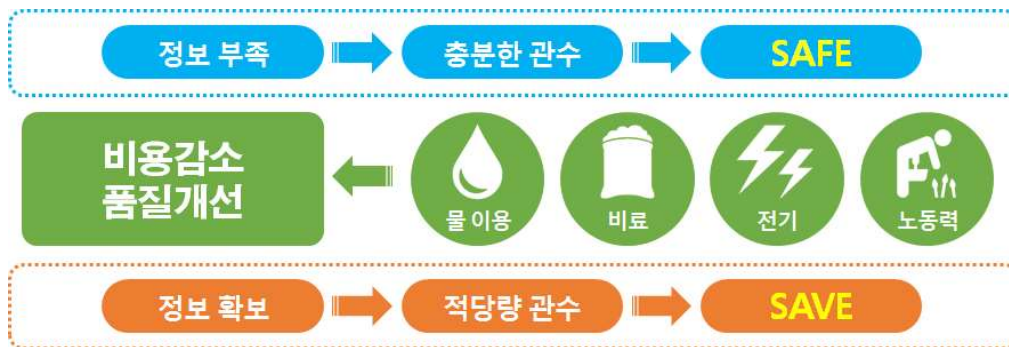 정보 부족
충분한 관수
SAFE
비용감소
품질개선
물 이용
비료
전기
노동력
정보 확보
적당량 관수
SAVE